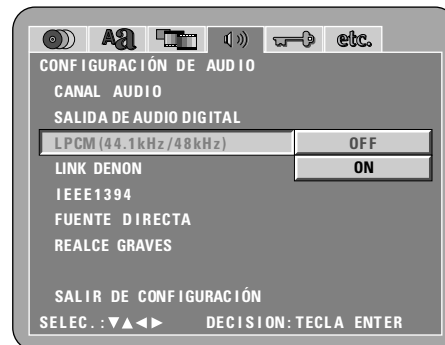 Aa etc.
CONFIGURACIÓN DE AUDIO
CANAL AUDIO
SALIDA DE AUDIO DIGITAL
LPCM (44.1kHz/48kHz) OFF
LINK DENON ON
IEEE1394
FUENTE DIRECTA
REALCE GRAVES
SALIR DE CONFIGURACIÓN
SELEC.:▼▲◄► DECISION:TECLA ENTER